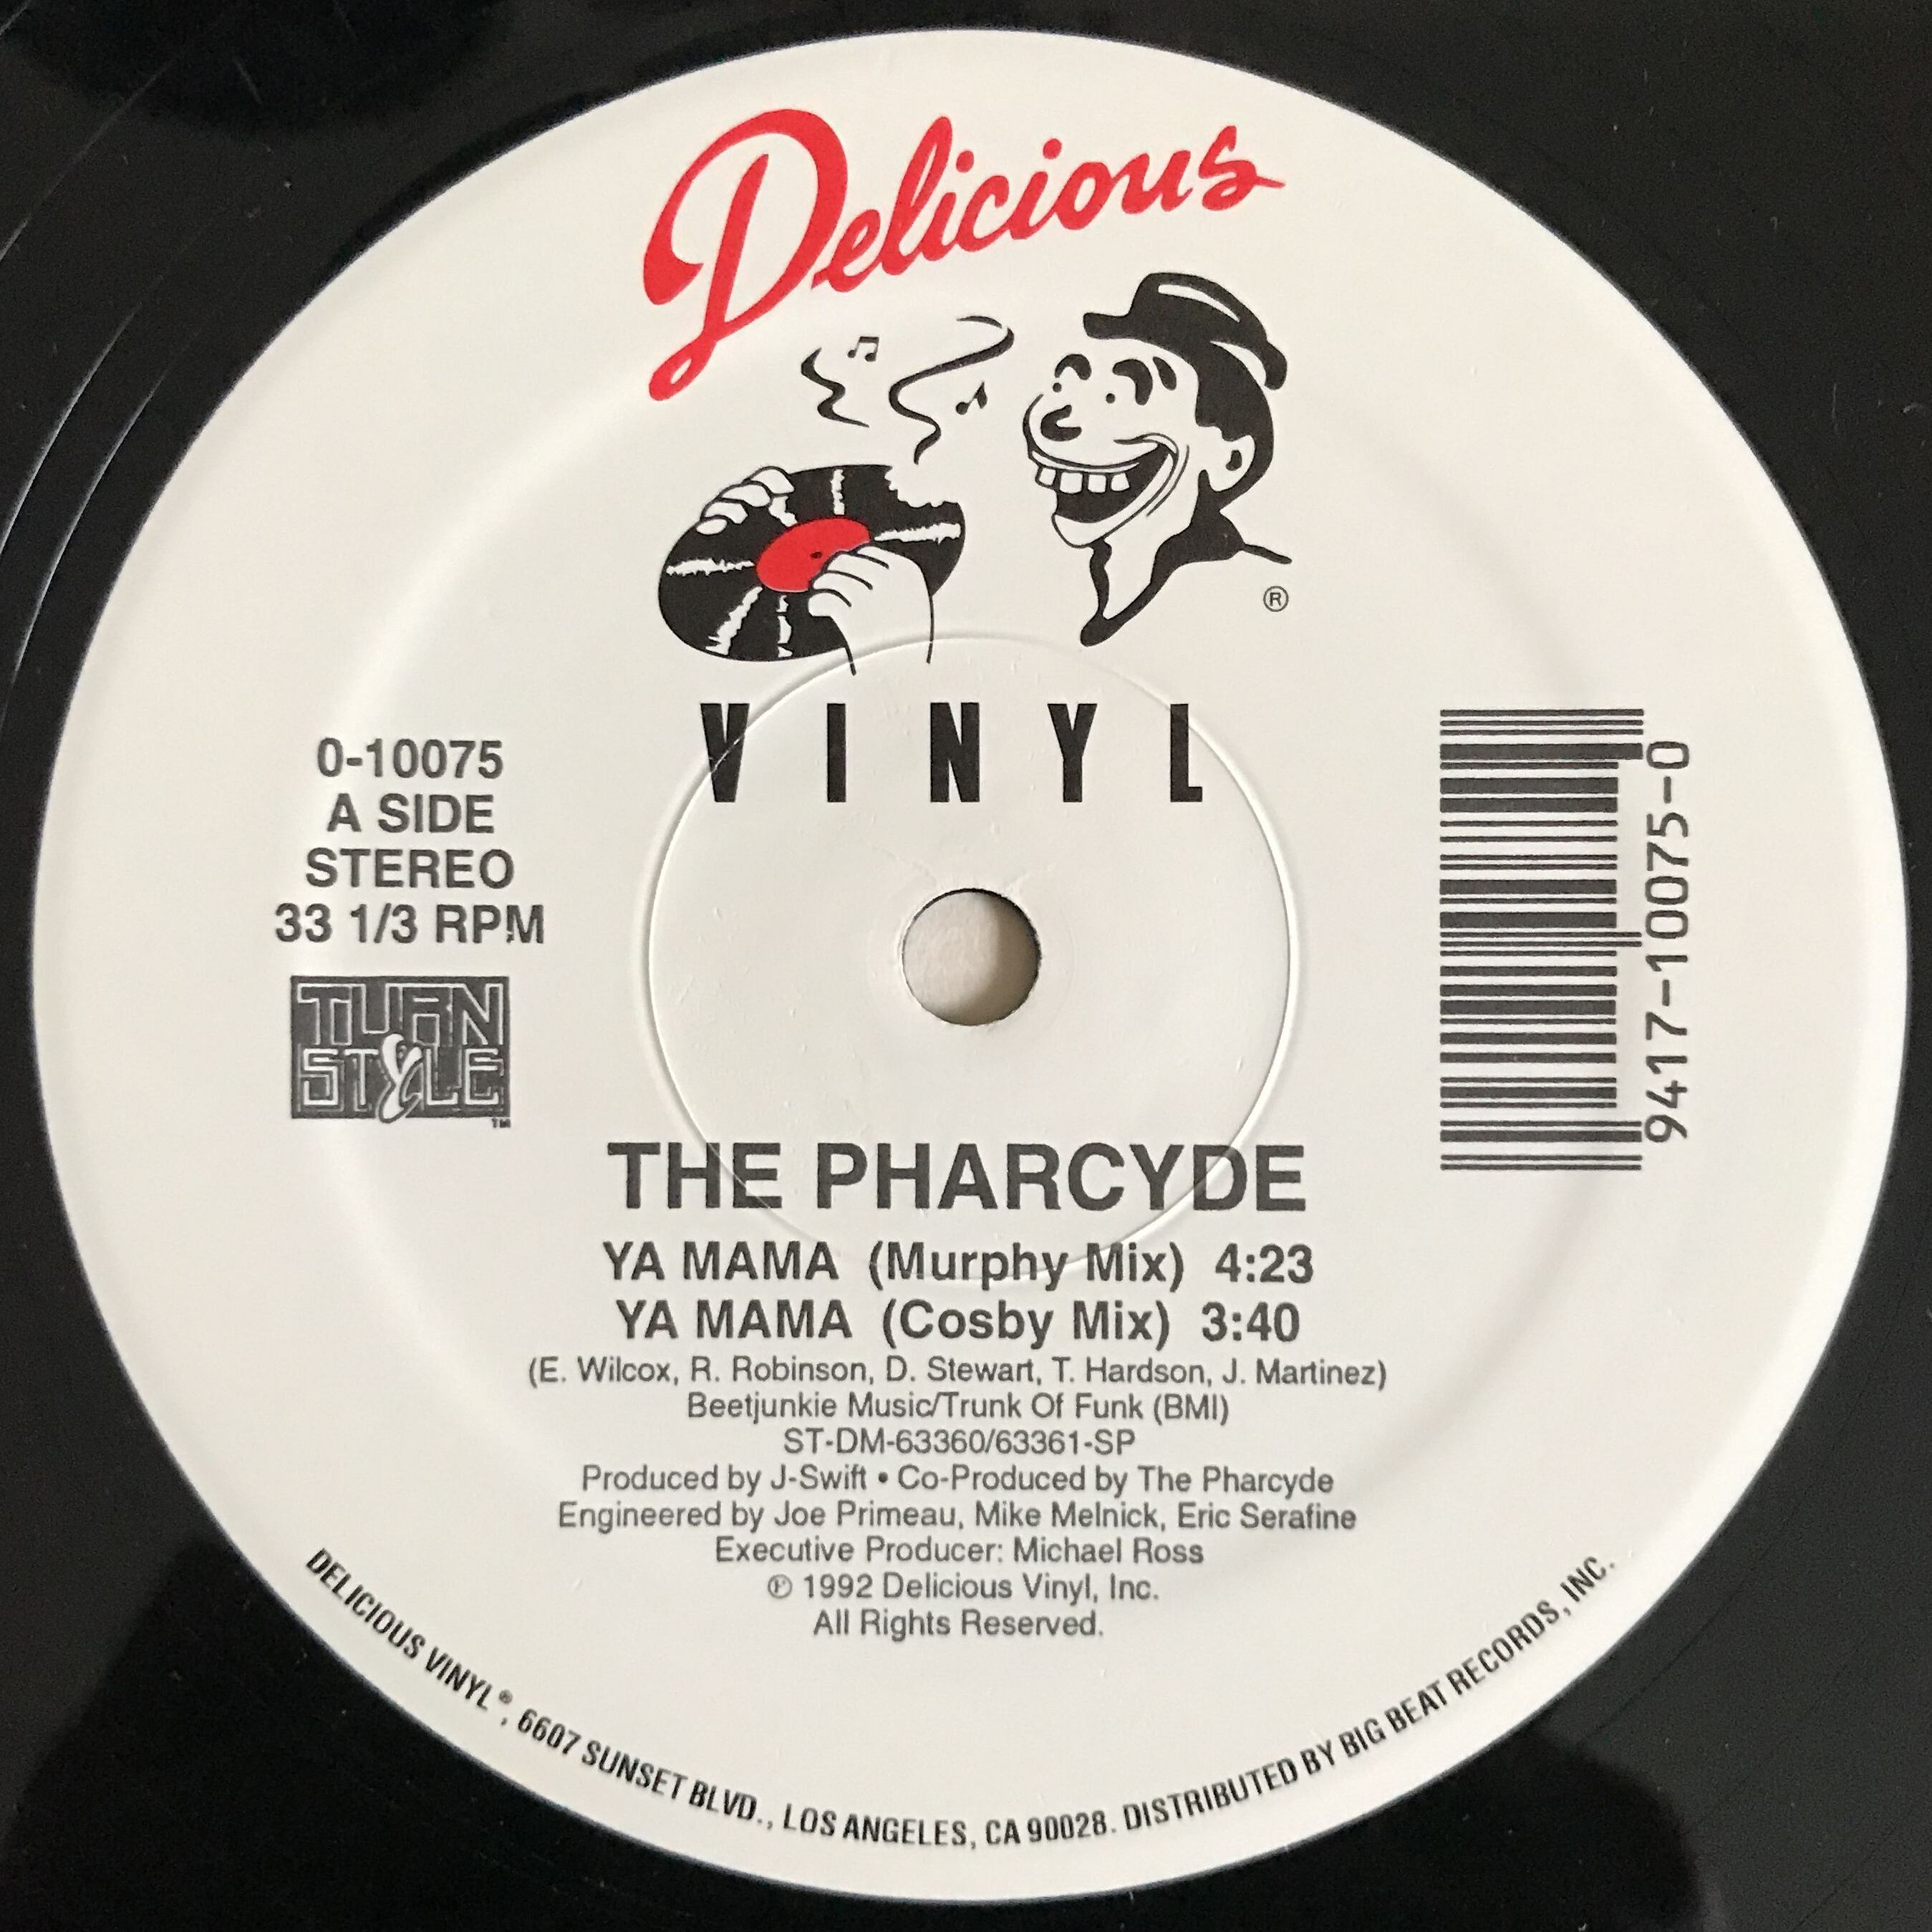 Delicious
®
VINYL
0-10075
A SIDE
STEREO
33 1/3 RPM
TURN
STYLE
TM
9417-10075-0
THE PHARCYDE
YA MAMA (Murphy Mix) 4:23
YA MAMA (Cosby Mix) 3:40
(E. Wilcox, R. Robinson, D. Stewart, T. Hardson, J. Martinez)
Beetjunkie Music/Trunk Of Funk (BMI)
ST-DM-63360/63361-SP
Produced by J-Swift • Co-Produced by The Pharcyde
Engineered by Joe Primeau, Mike Melnick, Eric Serafine
Executive Producer: Michael Ross
℗ 1992 Delicious Vinyl, Inc.
All Rights Reserved.
DELICIOUS VINYL®, 6607 SUNSET BLVD., LOS ANGELES, CA 90028. DISTRIBUTED BY BIG BEAT RECORDS, INC.